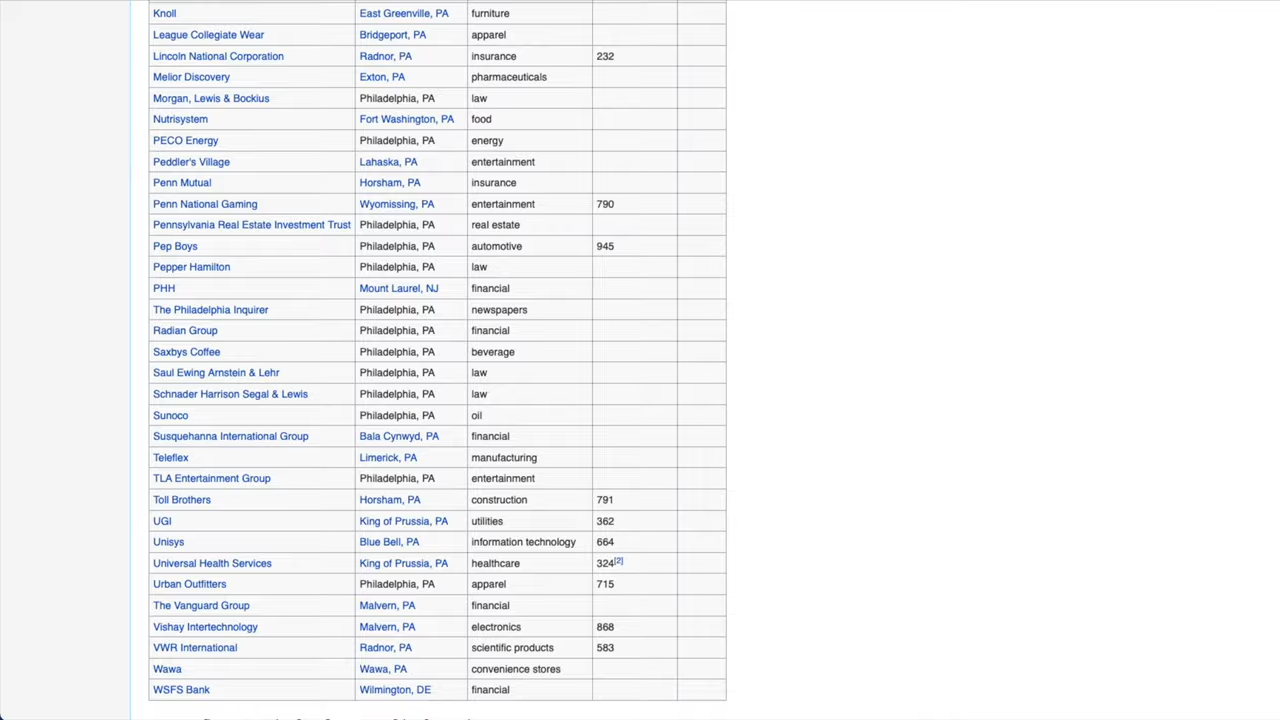 Knoll East Greenville, PA furniture
League Collegiate Wear Bridgeport, PA apparel
Lincoln National Corporation Radnor, PA insurance 232
Melior Discovery Exton, PA pharmaceuticals
Morgan, Lewis & Bockius Philadelphia, PA law
Nutrisystem Fort Washington, PA food
PECO Energy Philadelphia, PA energy
Peddler's Village Lahaska, PA entertainment
Penn Mutual Horsham, PA insurance
Penn National Gaming Wyomissing, PA entertainment 790
Pennsylvania Real Estate Investment Trust Philadelphia, PA real estate
Pep Boys Philadelphia, PA automotive 945
Pepper Hamilton Philadelphia, PA law
PHH Mount Laurel, NJ financial
The Philadelphia Inquirer Philadelphia, PA newspapers
Radian Group Philadelphia, PA financial
Saxbys Coffee Philadelphia, PA beverage
Saul Ewing Arnstein & Lehr Philadelphia, PA law
Schnader Harrison Segal & Lewis Philadelphia, PA law
Sunoco Philadelphia, PA oil
Susquehanna International Group Bala Cynwyd, PA financial
Teleflex Limerick, PA manufacturing
TLA Entertainment Group Philadelphia, PA entertainment
Toll Brothers Horsham, PA construction 791
UGI King of Prussia, PA utilities 362
Unisys Blue Bell, PA information technology 664
Universal Health Services King of Prussia, PA healthcare 324[2]
Urban Outfitters Philadelphia, PA apparel 715
The Vanguard Group Malvern, PA financial
Vishay Intertechnology Malvern, PA electronics 868
VWR International Radnor, PA scientific products 583
Wawa Wawa, PA convenience stores
WSFS Bank Wilmington, DE financial